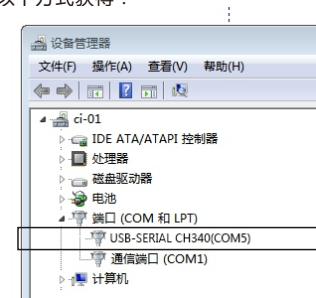 以下方式获得：
设备管理器
文件(F) 操作(A) 查看(V) 帮助(H)
ci-01
IDE ATA/ATAPI 控制器
处理器
磁盘驱动器
电池
端口 (COM 和 LPT)
USB-SERIAL CH340(COM5)
通信端口 (COM1)
计算机